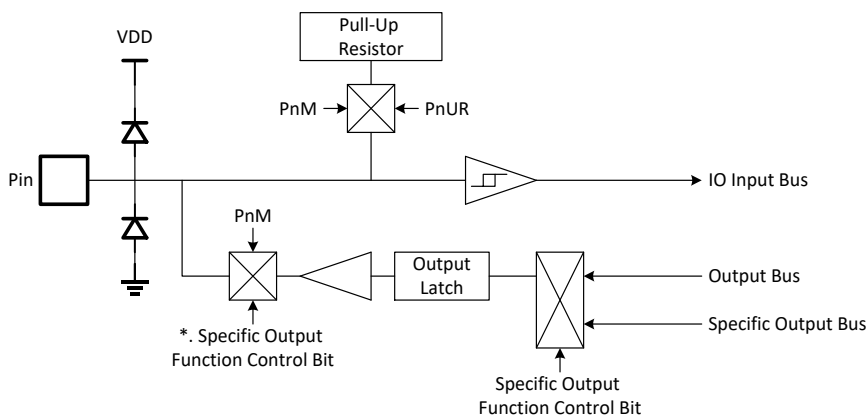 Pull-Up
Resistor
VDD
PnM
PnUR
Pin
IO Input Bus
PnM
Output
Latch
Output Bus
*. Specific Output
Function Control Bit
Specific Output Bus
Specific Output
Function Control Bit